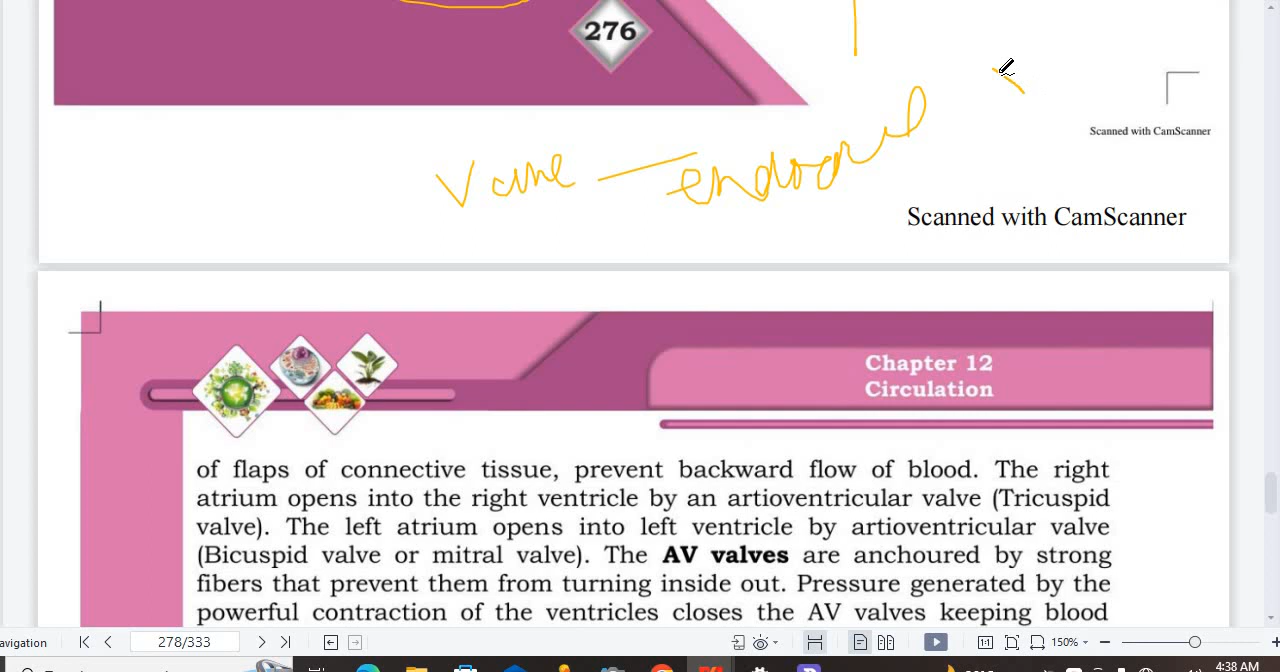 276
Scanned with CamScanner
Scanned with CamScanner
Chapter 12
Circulation
of flaps of connective tissue, prevent backward flow of blood. The right
atrium opens into the right ventricle by an artioventricular valve (Tricuspid
valve). The left atrium opens into left ventricle by artioventricular valve
(Bicuspid valve or mitral valve). The AV valves are anchoured by strong
fibers that prevent them from turning inside out. Pressure generated by the
powerful contraction of the ventricles closes the AV valves keeping blood
avigation
278/333
150%
4:38 AM